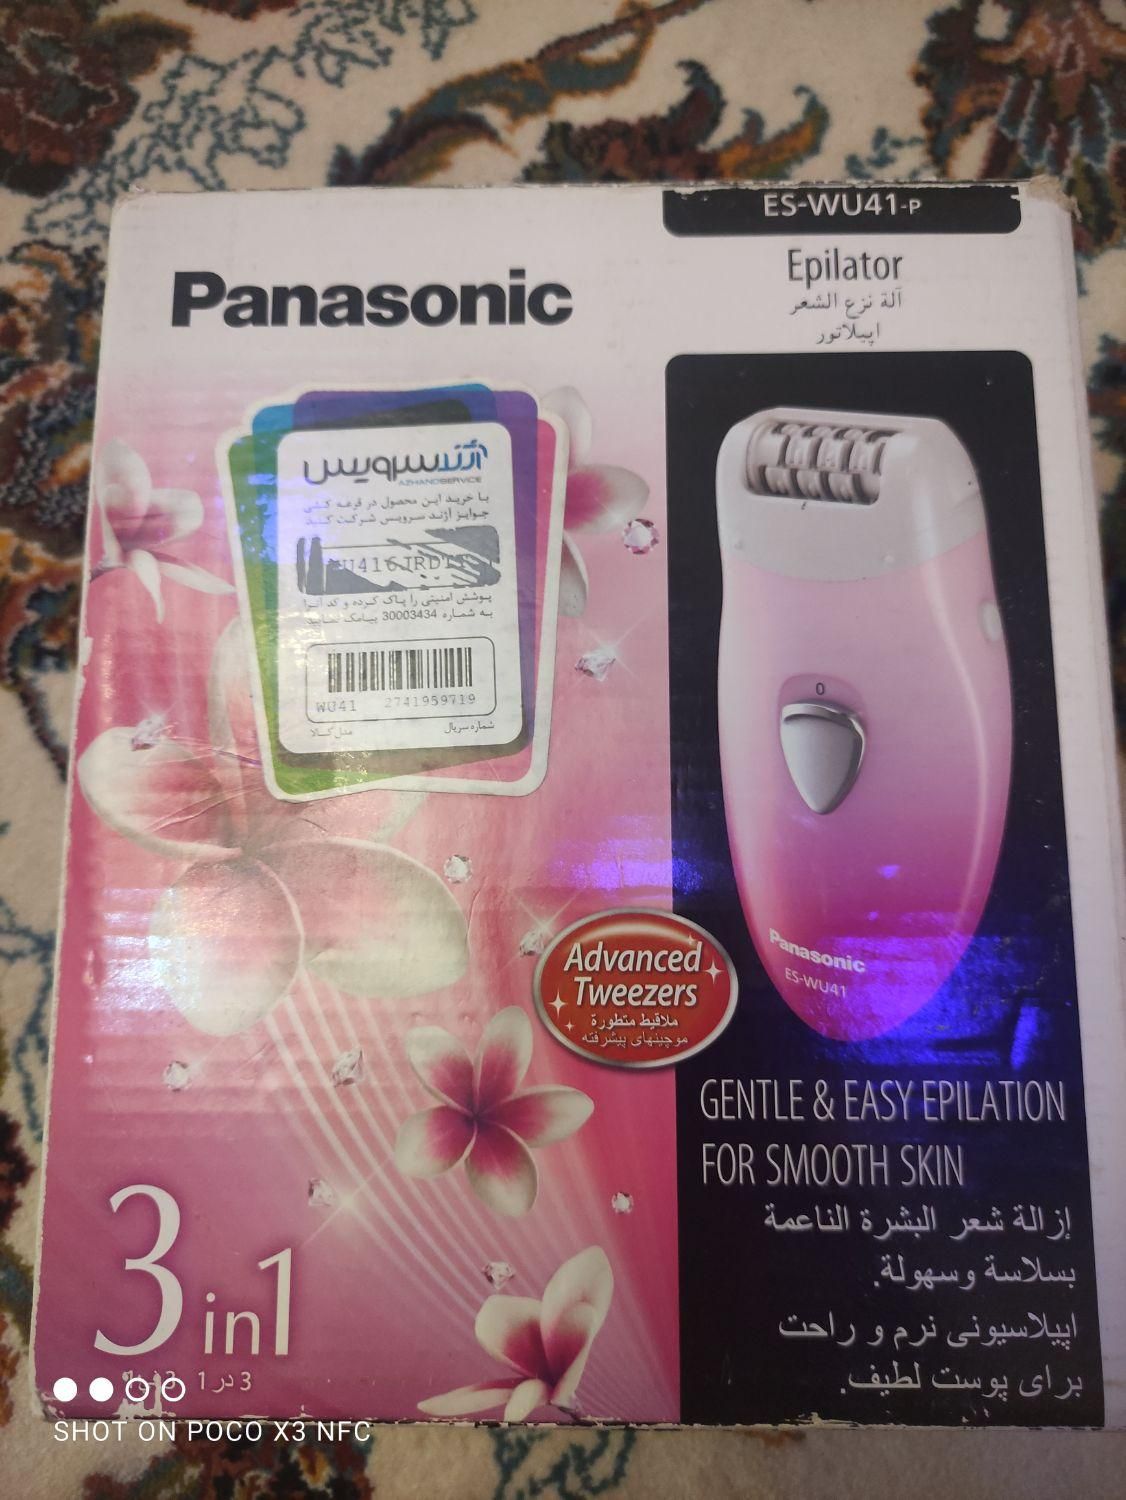 ES-WU41-P
Panasonic
Epilator
آلة نزع الشعر
اپیلاتور
آژندسرویس
AZHANDSERVICE
با خرید این محصول در قرعه کشی
جوایز آژند سرویس شرکت کنید
پوشش امنیتی را پاک کرده و کد آنرا
به شماره 30003434 پیامک نمایید
WU41 2741959719
مدل کالا شماره سریال
0
Panasonic
ES-WU41
Advanced
Tweezers
ملاقيط متطورة
موچینهای پیشرفته
GENTLE & EASY EPILATION
FOR SMOOTH SKIN
إزالة شعر البشرة الناعمة
بسلاسة وسهولة.
اپیلاسیونی نرم و راحت
برای پوست لطیف.
3 in 1
3 در 1
SHOT ON POCO X3 NFC